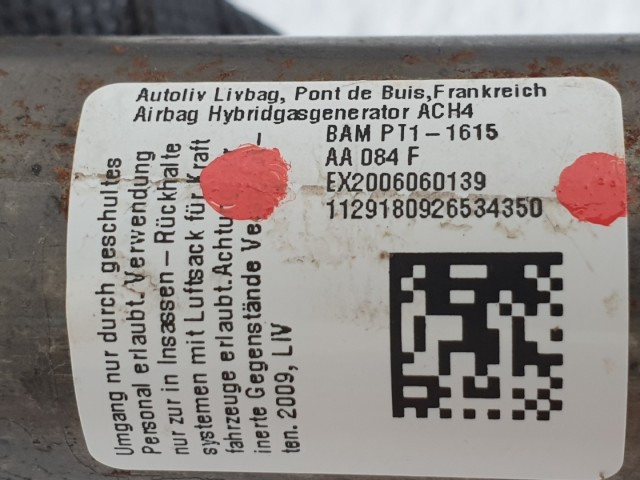 Autoliv Livbag, Pont de Buis,Frankreich
Airbag Hybridgasgenerator ACH4
BAM PT1-1615
AA 084 F
EX2006060139
1129180926534350
Umgang nur durch geschultes
Personal erlaubt. Verwendung
nur zur in Insassen-Rückhalte
systemen mit Luftsack für Kraft
fahrzeuge erlaubt.
inerte Gegenstände
ten. 2009, LIV